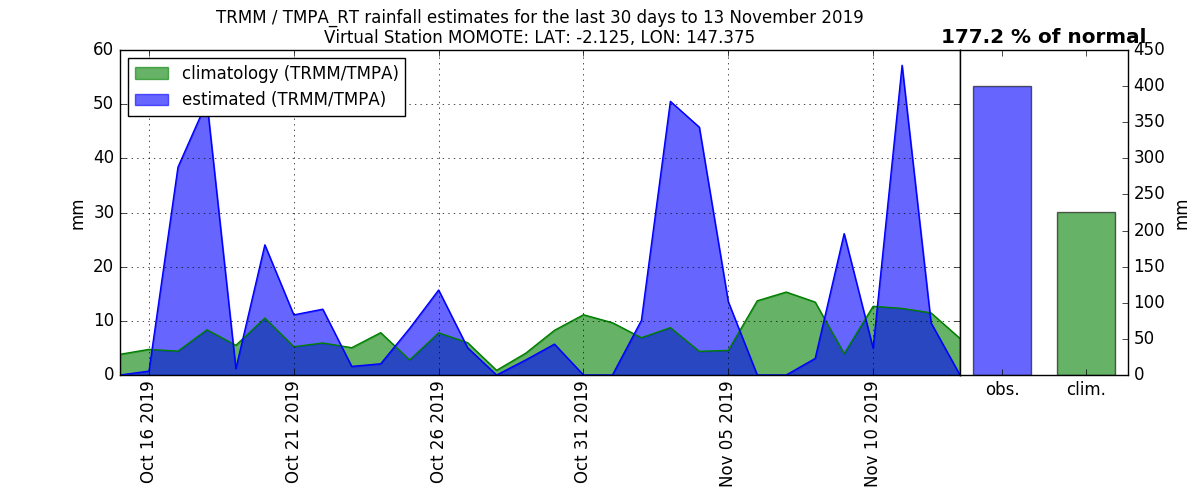 TRMM / TMPA_RT rainfall estimates for the last 30 days to 13 November 2019
Virtual Station MOMOTE: LAT: -2.125, LON: 147.375
177.2 % of normal
climatology (TRMM/TMPA)
estimated (TRMM/TMPA)
60
50
40
30
20
10
0
mm
Oct 16 2019
Oct 21 2019
Oct 26 2019
Oct 31 2019
Nov 05 2019
Nov 10 2019
obs.
clim.
450
400
350
300
250
200
150
100
50
0
mm